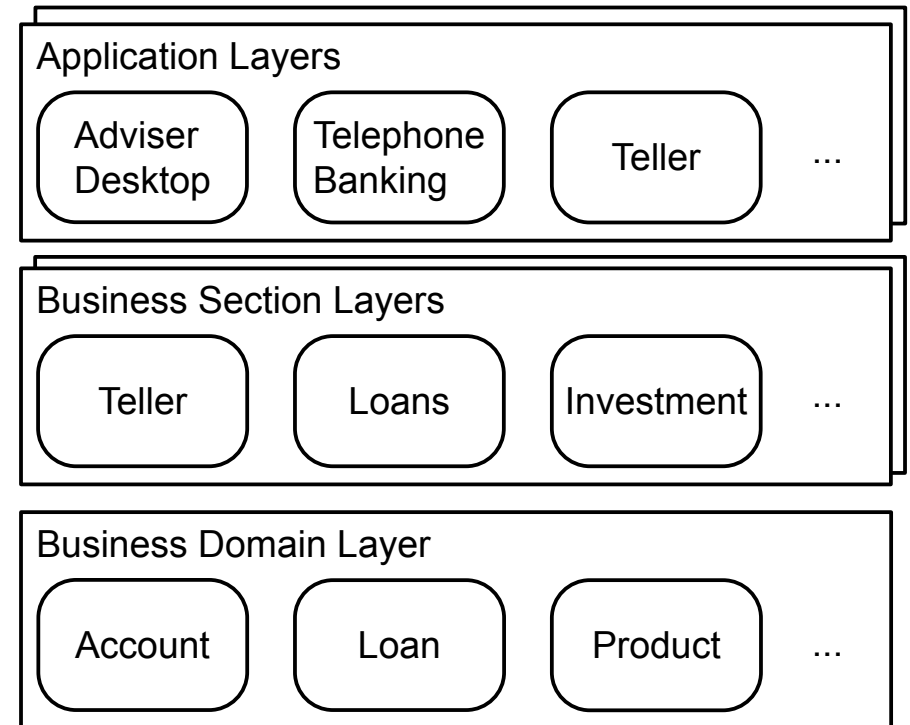 Application Layers
Adviser
Desktop
Telephone
Banking
Teller
...
Business Section Layers
Teller
Loans
Investment
...
Business Domain Layer
Account
Loan
Product
...